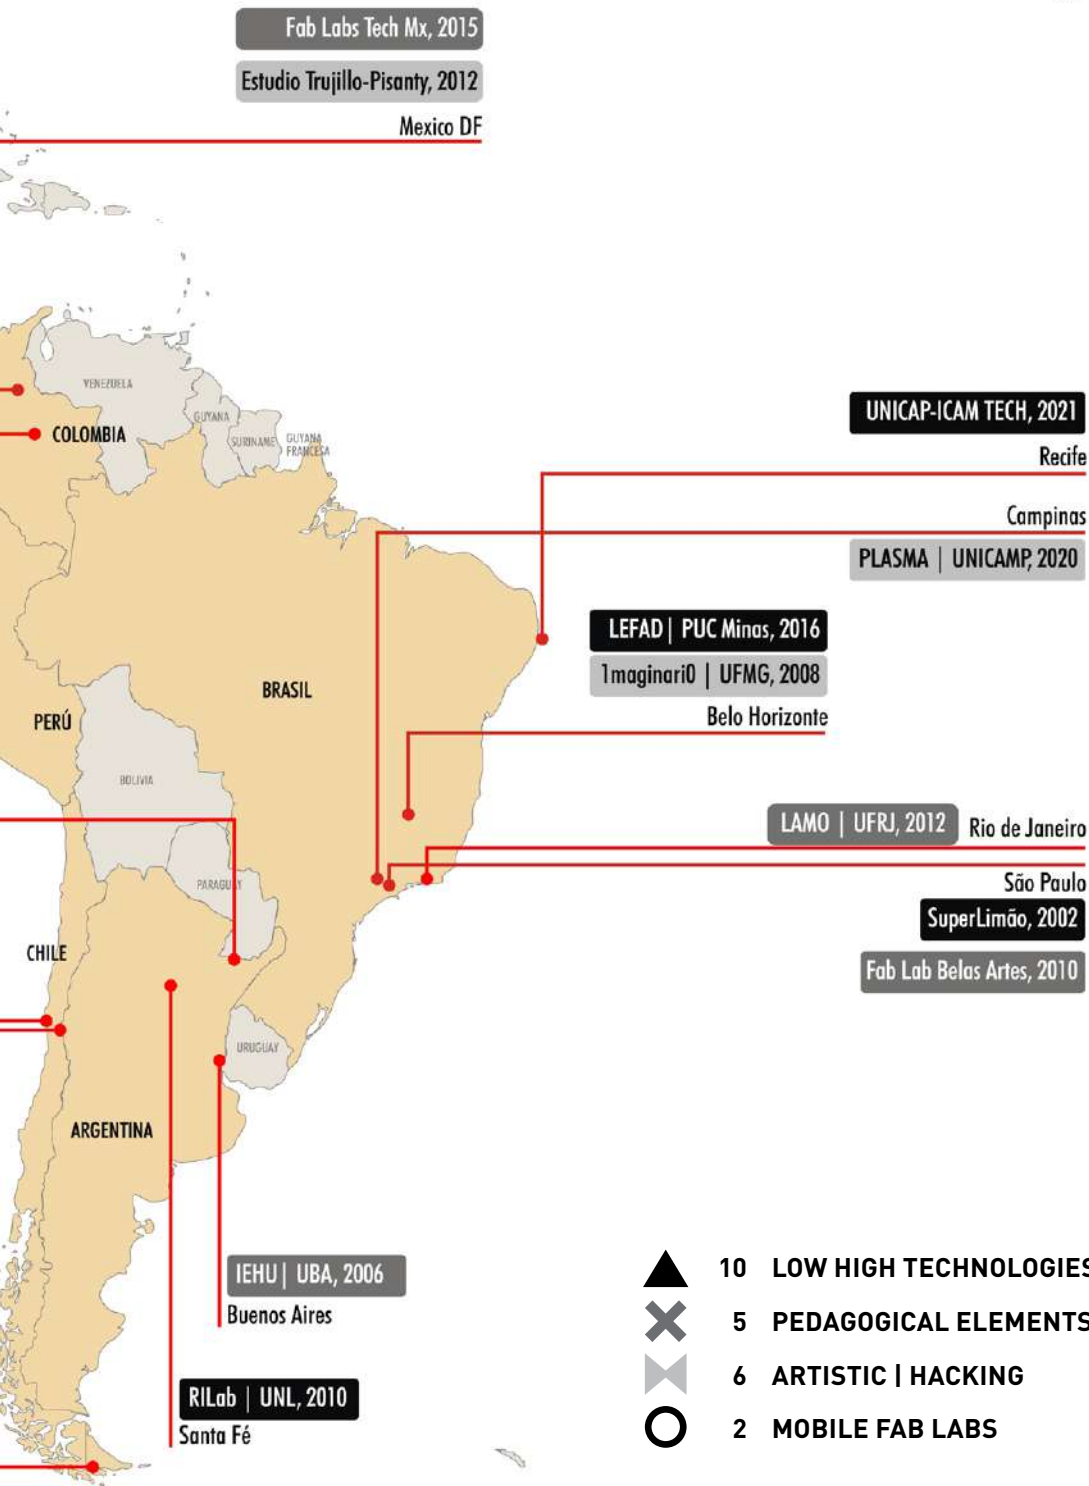 Fab Labs Tech Mx, 2015
Estudio Trujillo-Pisanty, 2012
Mexico DF
VENEZUELA
GUYANA
SURINAME
GUYANA
FRANCESA
COLOMBIA
UNICAP-ICAM TECH, 2021
Recife
Campinas
PLASMA | UNICAMP, 2020
LEFAD | PUC Minas, 2016
1maginari0 | UFMG, 2008
Belo Horizonte
BRASIL
PERÚ
BOLIVIA
LAMO | UFRJ, 2012
Rio de Janeiro
São Paulo
SuperLimão, 2002
Fab Lab Belas Artes, 2010
PARAGUAY
CHILE
URUGUAY
ARGENTINA
IEHU | UBA, 2006
Buenos Aires
RILab | UNL, 2010
Santa Fé
10 LOW HIGH TECHNOLOGIES
5 PEDAGOGICAL ELEMENTS
6 ARTISTIC | HACKING
2 MOBILE FAB LABS